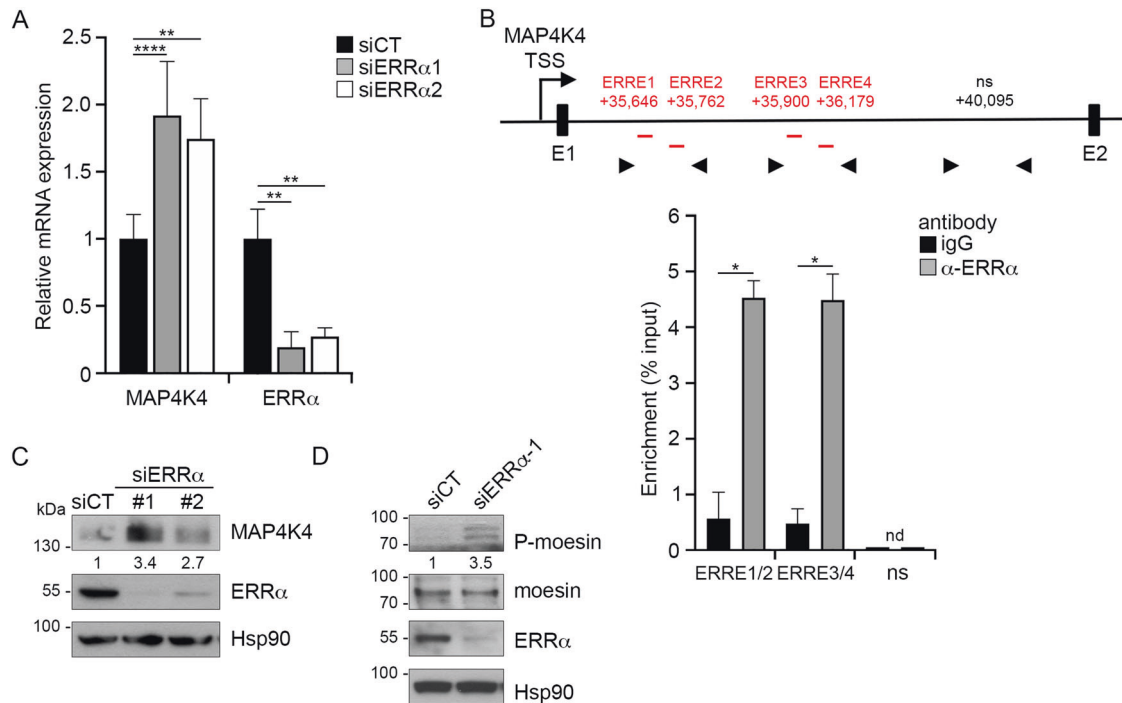 A
Relative mRNA expression
2.5
2.0
1.5
1
0.5
0
****
**
**
**
siCT
siERRα1
siERRα2
MAP4K4
ERRα
B
MAP4K4
TSS
ERRE1
+35,646
ERRE2
+35,762
ERRE3
+35,900
ERRE4
+36,179
ns
+40,095
E1
E2
antibody
igG
α-ERRα
Enrichment (% input)
6
5
4
3
2
1
0
*
*
nd
ERRE1/2
ERRE3/4
ns
C
siERRα
kDa
siCT
#1
#2
130 -
MAP4K4
1
3.4
2.7
55 -
ERRα
100 -
Hsp90
D
siCT
siERRα-1
100 -
70 -
P-moesin
1
3.5
100 -
70 -
moesin
55 -
ERRα
100 -
Hsp90